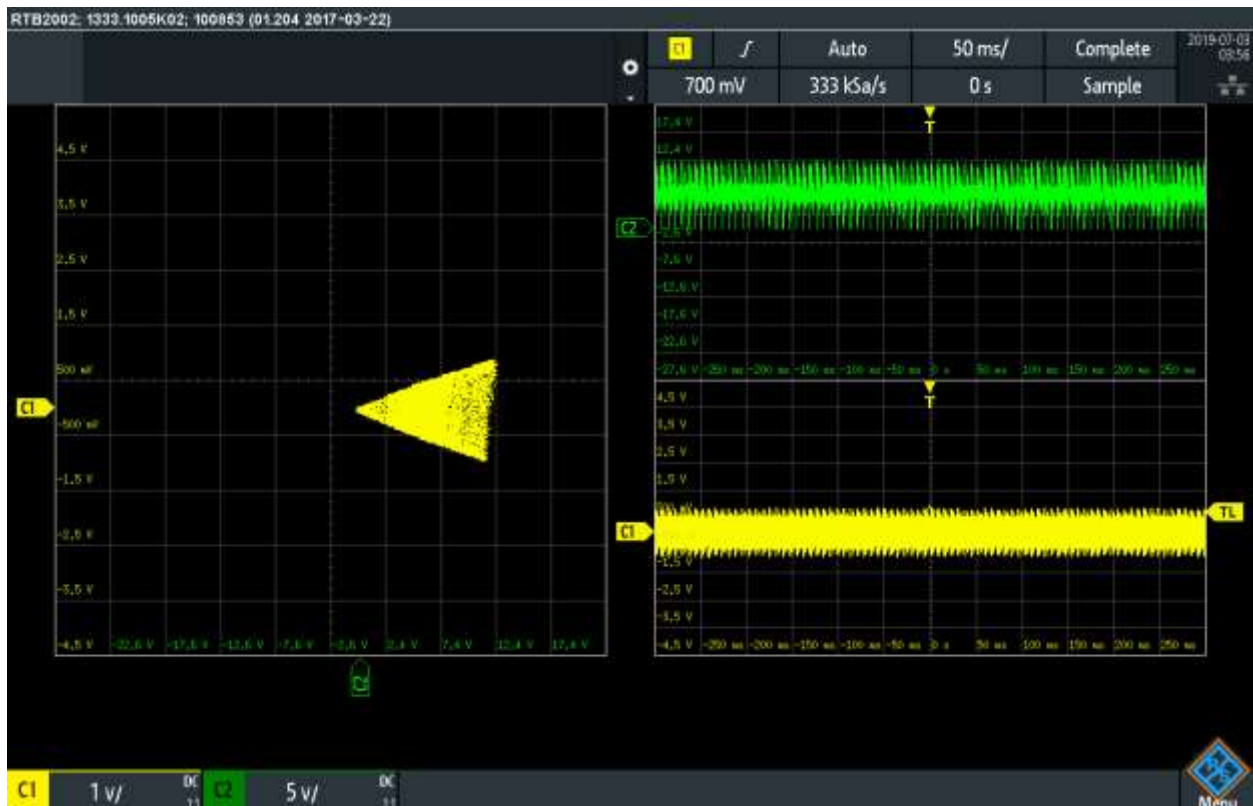 RTB2002; 1333.1005K02; 100853 (01.204 2017-03-22)
C1 Auto 50 ms/ Complete 2019-07-03
03:56
700 mV 333 kSa/s 0 s Sample
T
17,4 V
12,4 V
C2
-2,6 V
-7,6 V
-12,6 V
-17,6 V
-22,6 V
-27,6 V -250 ms -200 ms -150 ms -100 ms -50 ms 0 s 50 ms 100 ms 150 ms 200 ms 250 ms
4,5 V
3,5 V
2,5 V
1,5 V
500 mV
C1
-500 mV
-1,5 V
-2,5 V
-3,5 V
-4,5 V -22,6 V -17,6 V -12,6 V -7,6 V -2,6 V 2,4 V 7,4 V 12,4 V 17,4 V
C2
T
4,5 V
3,5 V
2,5 V
1,5 V
C1 TL
-1,5 V
-2,5 V
-3,5 V
-4,5 V -250 ms -200 ms -150 ms -100 ms -50 ms 0 s 50 ms 100 ms 150 ms 200 ms 250 ms
C1 1 V/ DC
C2 5 V/ DC
R&S
Menu